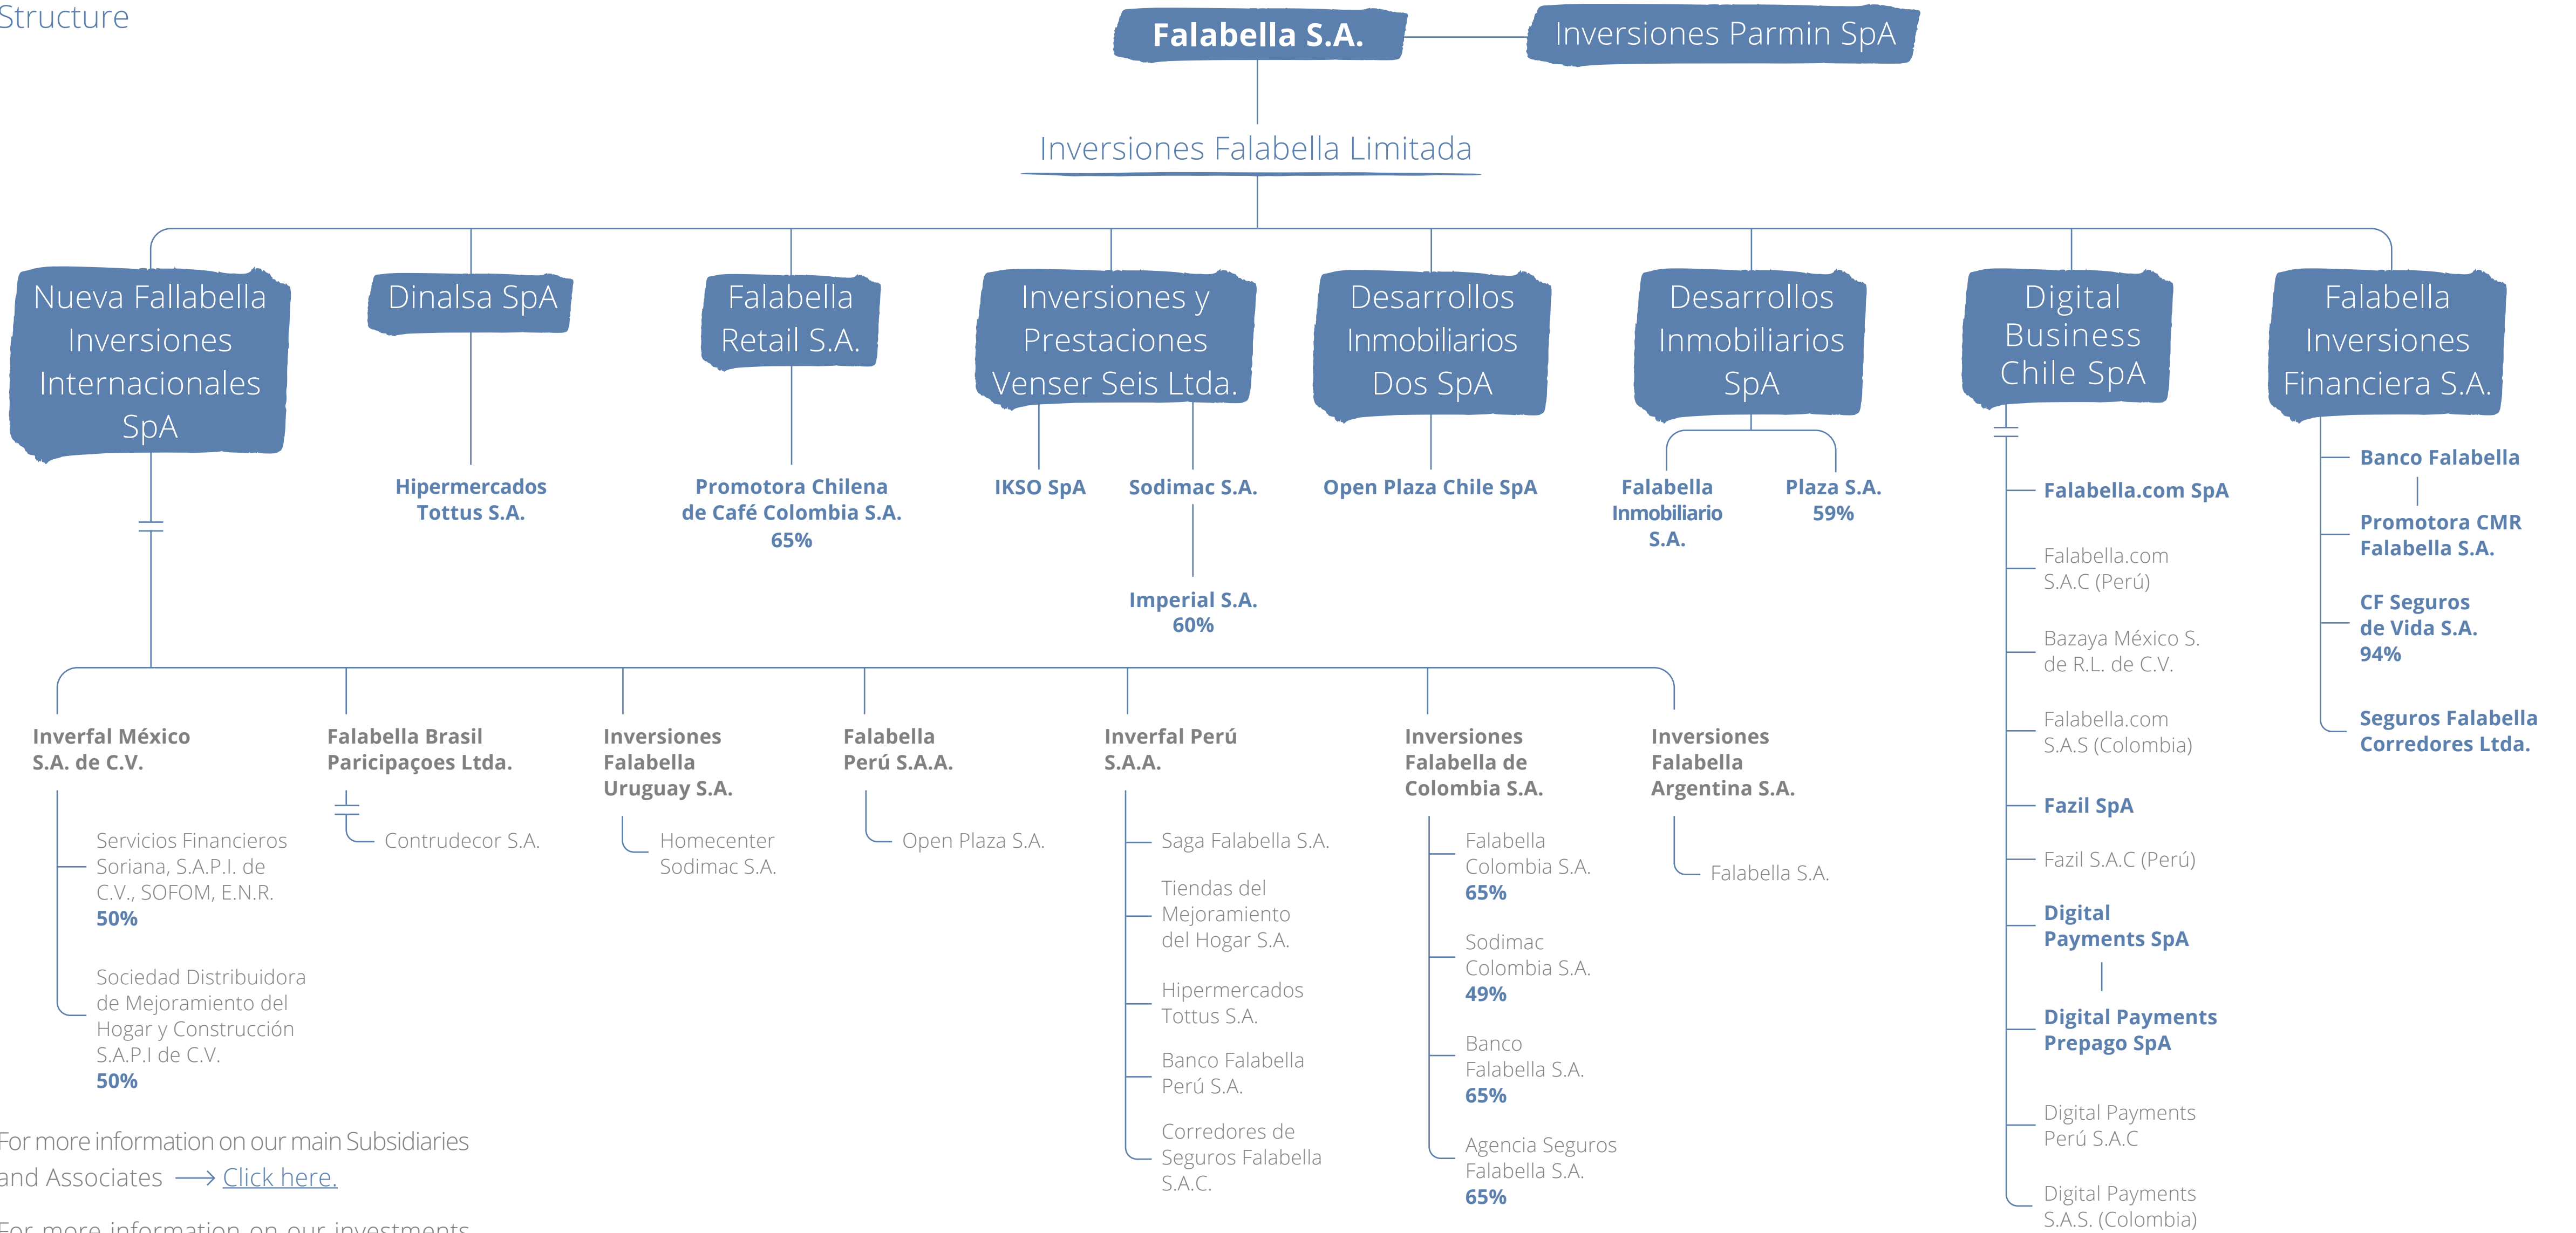 Structure
Falabella S.A.
Inversiones Parmin SpA
Inversiones Falabella Limitada
Nueva Fallabella
Inversiones
Internacionales
SpA
Dinalsa SpA
Falabella
Retail S.A.
Inversiones y
Prestaciones
Venser Seis Ltda.
Desarrollos
Inmobiliarios
Dos SpA
Desarrollos
Inmobiliarios
SpA
Digital
Business
Chile SpA
Falabella
Inversiones
Financiera S.A.
Hipermercados
Tottus S.A.
Promotora Chilena
de Café Colombia S.A.
65%
IKSO SpA
Sodimac S.A.
Imperial S.A.
60%
Open Plaza Chile SpA
Falabella
Inmobiliario
S.A.
Plaza S.A.
59%
Falabella.com SpA
Falabella.com
S.A.C (Perú)
Bazaya México S.
de R.L. de C.V.
Falabella.com
S.A.S (Colombia)
Fazil SpA
Fazil S.A.C (Perú)
Digital
Payments SpA
Digital Payments
Prepago SpA
Digital Payments
Perú S.A.C
Digital Payments
S.A.S. (Colombia)
Banco Falabella
Promotora CMR
Falabella S.A.
CF Seguros
de Vida S.A.
94%
Seguros Falabella
Corredores Ltda.
Inverfal México
S.A. de C.V.
Servicios Financieros
Soriana, S.A.P.I. de
C.V., SOFOM, E.N.R.
50%
Sociedad Distribuidora
de Mejoramiento del
Hogar y Construcción
S.A.P.I de C.V.
50%
Falabella Brasil
Paricipaçoes Ltda.
Contrudecor S.A.
Inversiones
Falabella
Uruguay S.A.
Homecenter
Sodimac S.A.
Falabella
Perú S.A.A.
Open Plaza S.A.
Inverfal Perú
S.A.A.
Saga Falabella S.A.
Tiendas del
Mejoramiento
del Hogar S.A.
Hipermercados
Tottus S.A.
Banco Falabella
Perú S.A.
Corredores de
Seguros Falabella
S.A.C.
Inversiones
Falabella de
Colombia S.A.
Falabella
Colombia S.A.
65%
Sodimac
Colombia S.A.
49%
Banco
Falabella S.A.
65%
Agencia Seguros
Falabella S.A.
65%
Inversiones
Falabella
Argentina S.A.
Falabella S.A.
For more information on our main Subsidiaries
and Associates → Click here.
For more information on our investments